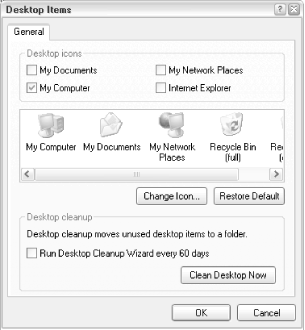 Desktop Items
General
Desktop icons
My Documents
My Network Places
My Computer
Internet Explorer
My Computer My Documents My Network Places Recycle Bin (full)
Change Icon... Restore Default
Desktop cleanup
Desktop cleanup moves unused desktop items to a folder.
Run Desktop Cleanup Wizard every 60 days
Clean Desktop Now
OK Cancel